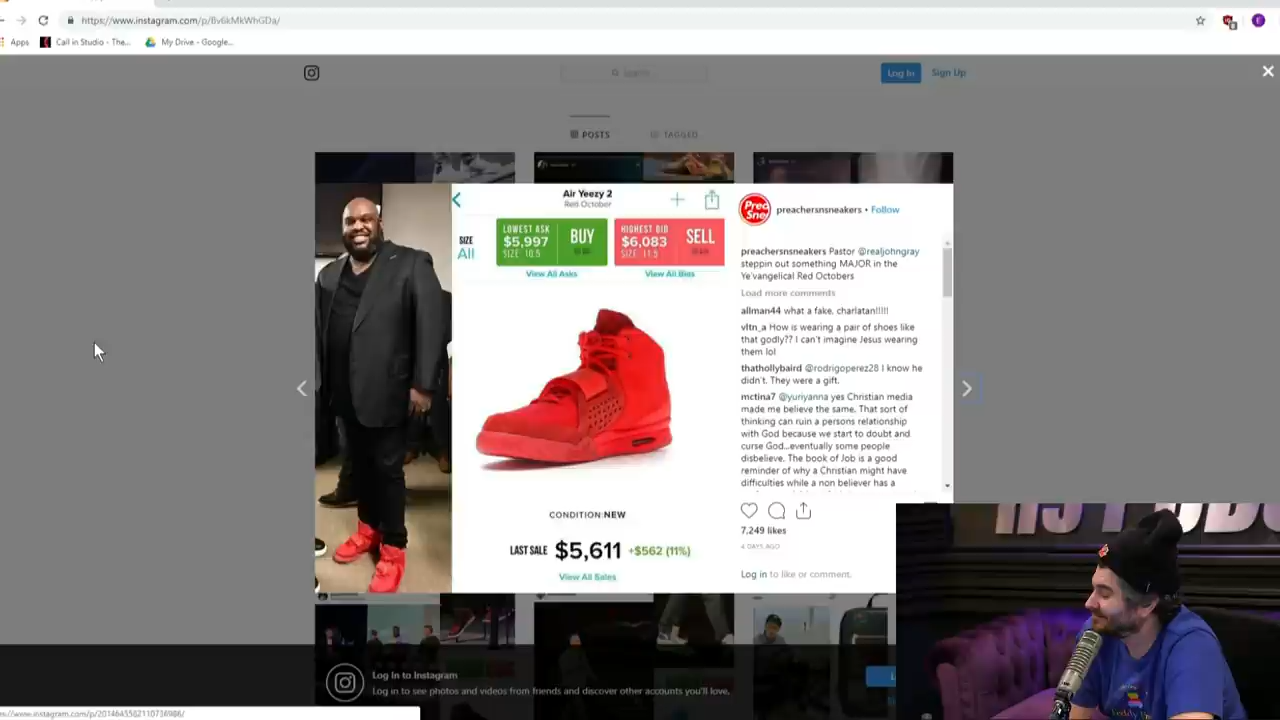 https://www.instagram.com/p/Bv6kMkWhGDa/
Apps Call in Studio - The... My Drive - Google...
Search
Log In Sign Up
POSTS TAGGED
Air Yeezy 2
Red October
SIZE
All
LOWEST ASK
$5,997
SIZE 10.5
BUY
HIGHEST BID
$6,083
SIZE 11.5
SELL
View All Asks View All Bids
CONDITION:NEW
LAST SALE $5,611 +$562 (11%)
View All Sales
preachersnsneakers • Follow
preachersnsneakers Pastor @realjohngray
steppin out something MAJOR in the
Ye'vangelical Red Octobers
Load more comments
allman44 what a fake, charlatan!!!!!
vltn_a How is wearing a pair of shoes like
that godly?? I can't imagine Jesus wearing
them lol
thathollybaird @rodrigoperez28 I know he
didn't. They were a gift.
mctina7 @yuriyanna yes Christian media
made me believe the same. That sort of
thinking can ruin a persons relationship
with God because we start to doubt and
curse God...eventually some people
disbelieve. The book of Job is a good
reminder of why a Christian might have
difficulties while a non believer has a
7,249 likes
4 DAYS AGO
Log in to like or comment.
Log In to Instagram
Log in to see photos and videos from friends and discover other accounts you'll love.